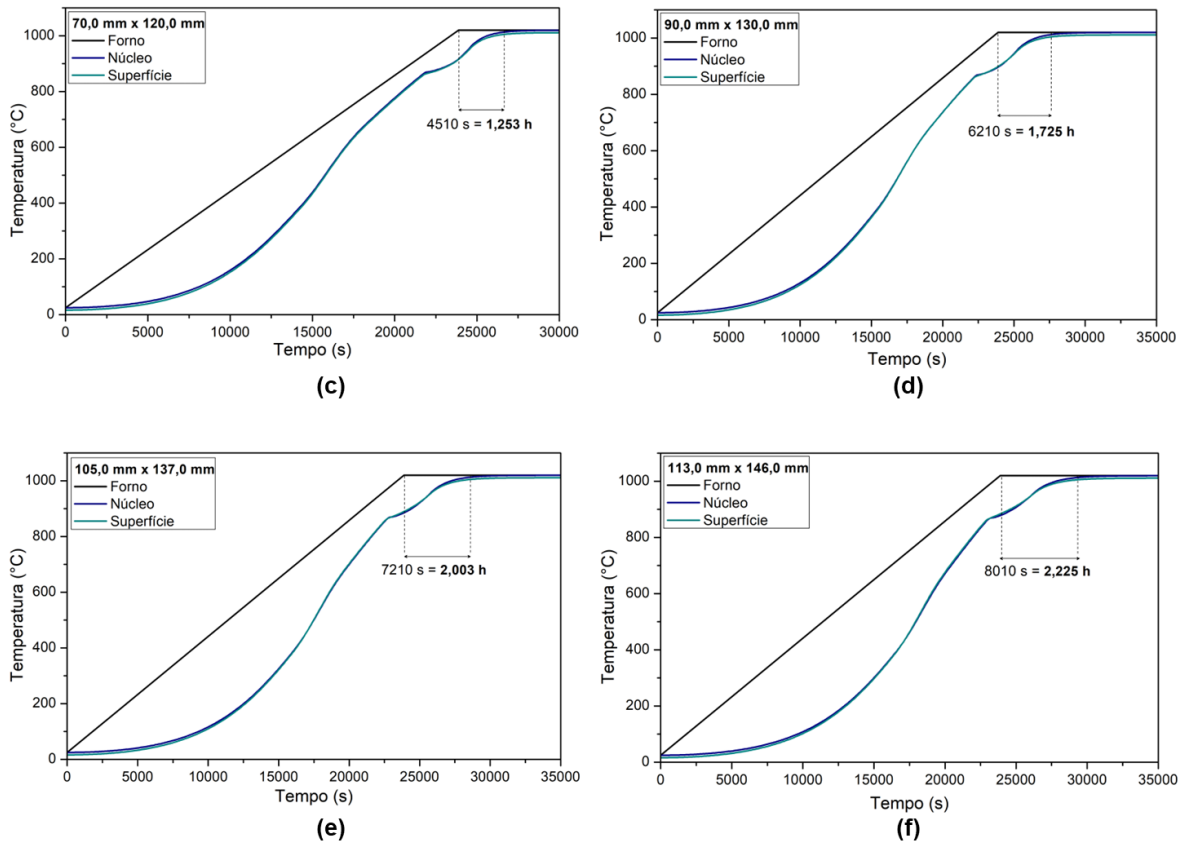 70,0 mm x 120,0 mm
Forno
Núcleo
Superfície
4510 s = 1,253 h
Temperatura (°C)
0
200
400
600
800
1000
0 5000 10000 15000 20000 25000 30000
Tempo (s)
(c)
90,0 mm x 130,0 mm
Forno
Núcleo
Superfície
6210 s = 1,725 h
Temperatura (°C)
0
200
400
600
800
1000
0 5000 10000 15000 20000 25000 30000 35000
Tempo (s)
(d)
105,0 mm x 137,0 mm
Forno
Núcleo
Superfície
7210 s = 2,003 h
Temperatura (°C)
0
200
400
600
800
1000
0 5000 10000 15000 20000 25000 30000 35000
Tempo (s)
(e)
113,0 mm x 146,0 mm
Forno
Núcleo
Superfície
8010 s = 2,225 h
Temperatura (°C)
0
200
400
600
800
1000
0 5000 10000 15000 20000 25000 30000 35000
Tempo (s)
(f)